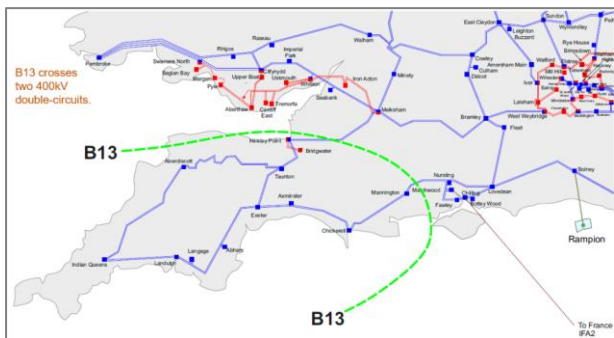 East Claydon
Sundon
Wymondley
Leighton
Buzzard
Rye House
Brimsdown
Rassau
Imperial
Park
Walham
Rhigos
Pembroke
Swansea North
Cilfynydd
Baglan Bay
Margam
Pyle
Upper Boat
Uskmouth
Whitson
Iron Acton
Seabank
Cardiff
East
Tremorfa
Aberthaw
Minety
Melksham
Cowley
Culham
Didcot
Amersham Main
Watford
Elstree
Iver
Laleham
West Weybridge
Bramley
Fleet
B13 crosses
two 400kV
double-circuits.
B13
Hinkley Point
Bridgwater
Alverdiscott
Taunton
Axminster
Exeter
Chickerell
Mannington
Nursling
Marchwood
Fawley
Chilling
Botley Wood
Lovedean
Bolney
Rampion
Indian Queens
Landulph
Langage
Abham
B13
To France
IFA2